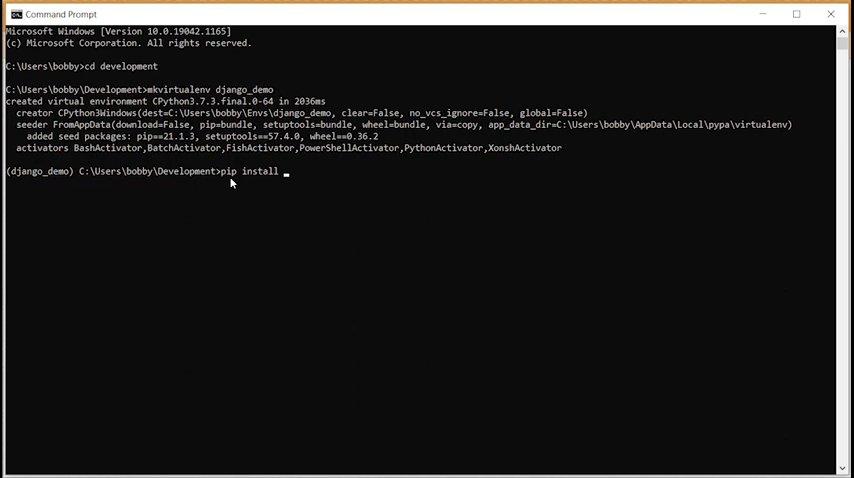 Command Prompt
Microsoft Windows [Version 10.0.19042.1165]
(c) Microsoft Corporation. All rights reserved.
C:\Users\bobby>cd development
C:\Users\bobby\Development>mkvirtualenv django_demo
created virtual environment CPython3.7.3.final.0-64 in 2036ms
creator CPython3Windows(dest=C:\Users\bobby\Envs\django_demo, clear=False, no_vcs_ignore=False, global=False)
seeder FromAppData(download=False, pip=bundle, setuptools=bundle, wheel=bundle, via=copy, app_data_dir=C:\Users\bobby\AppData\Local\pypa\virtualenv)
added seed packages: pip==21.1.3, setuptools==57.4.0, wheel==0.36.2
activators BashActivator,BatchActivator,FishActivator,PowerShellActivator,PythonActivator,XonshActivator
(django_demo) C:\Users\bobby\Development>pip install